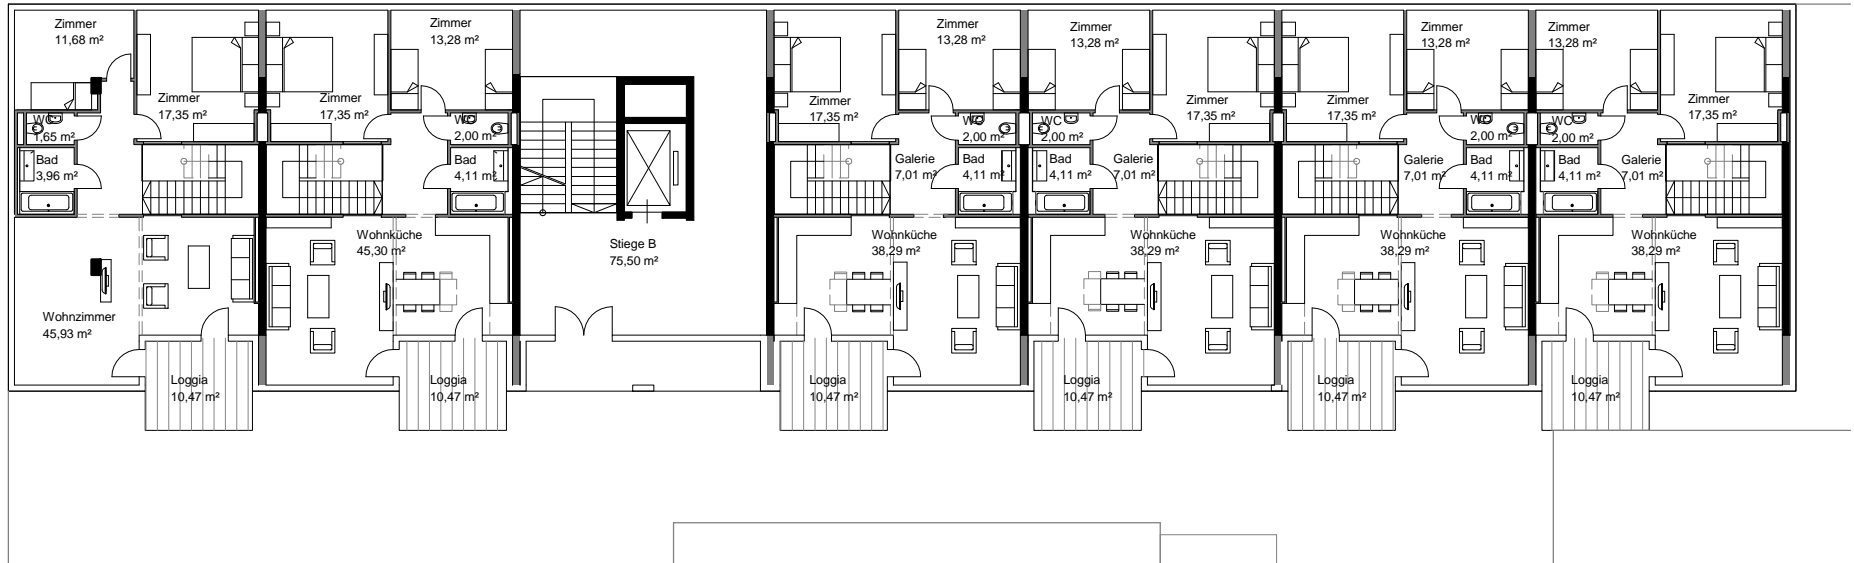 Zimmer
11,68 m²
Zimmer
17,35 m²
WC
1,65 m²
Bad
3,96 m²
Wohnzimmer
45,93 m²
Loggia
10,47 m²
Zimmer
17,35 m²
Zimmer
13,28 m²
WC
2,00 m²
Bad
4,11 m²
Wohnküche
45,30 m²
Loggia
10,47 m²
Stiege B
75,50 m²
Zimmer
17,35 m²
Zimmer
13,28 m²
WC
2,00 m²
Galerie
7,01 m²
Bad
4,11 m²
Wohnküche
38,29 m²
Loggia
10,47 m²
Zimmer
13,28 m²
Zimmer
17,35 m²
WC
2,00 m²
Bad
4,11 m²
Galerie
7,01 m²
Wohnküche
38,29 m²
Loggia
10,47 m²
Zimmer
17,35 m²
Zimmer
13,28 m²
WC
2,00 m²
Galerie
7,01 m²
Bad
4,11 m²
Wohnküche
38,29 m²
Loggia
10,47 m²
Zimmer
13,28 m²
Zimmer
17,35 m²
WC
2,00 m²
Bad
4,11 m²
Galerie
7,01 m²
Wohnküche
38,29 m²
Loggia
10,47 m²